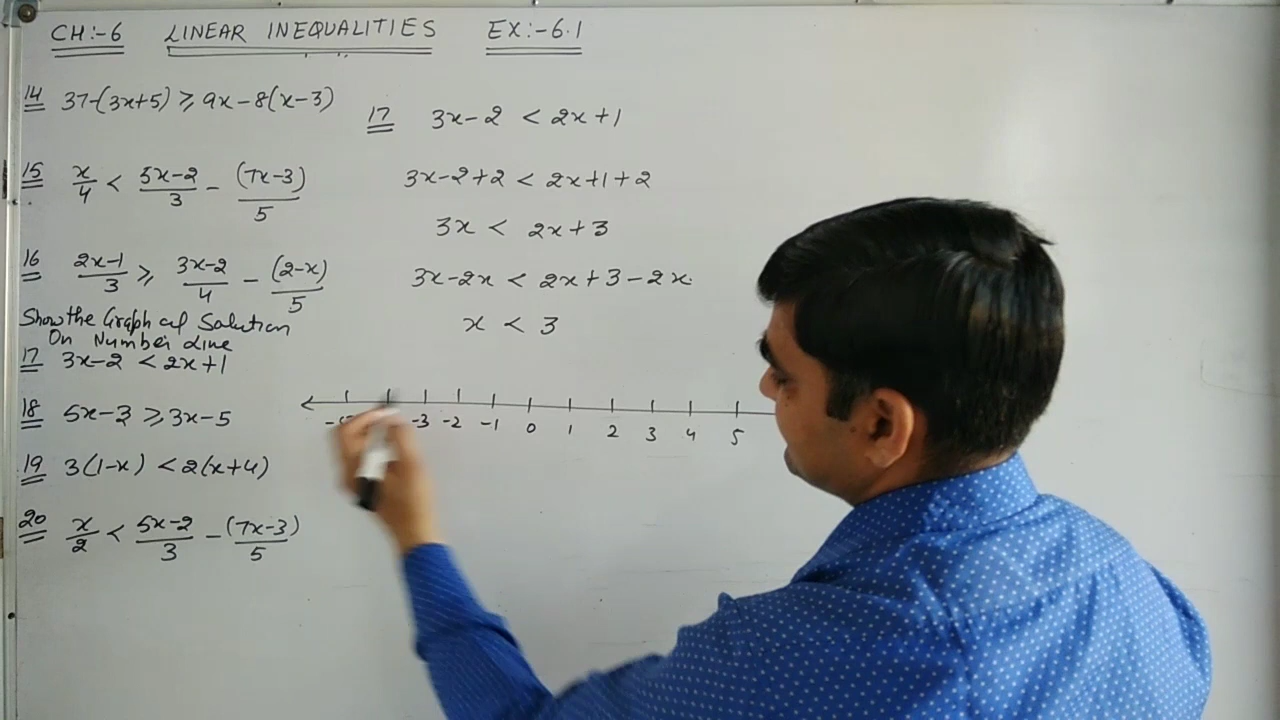 CH:-6 LINEAR INEQUALITIES EX:-6.1
14 37-(3x+5) ≥ 9x-8(x-3)
15 x/4 < (5x-2)/3 - (7x-3)/5
16 (2x-1)/3 ≥ (3x-2)/4 - (2-x)/5
Show the Graph of Solution
On Number Line
17 3x-2 < 2x+1
18 5x-3 ≥ 3x-5
19 3(1-x) < 2(x+4)
20 x/2 < (5x-2)/3 - (7x-3)/5
17 3x-2 < 2x+1
3x-2+2 < 2x+1+2
3x < 2x+3
3x-2x < 2x+3-2x
x < 3
-3 -2 -1 0 1 2 3 4 5